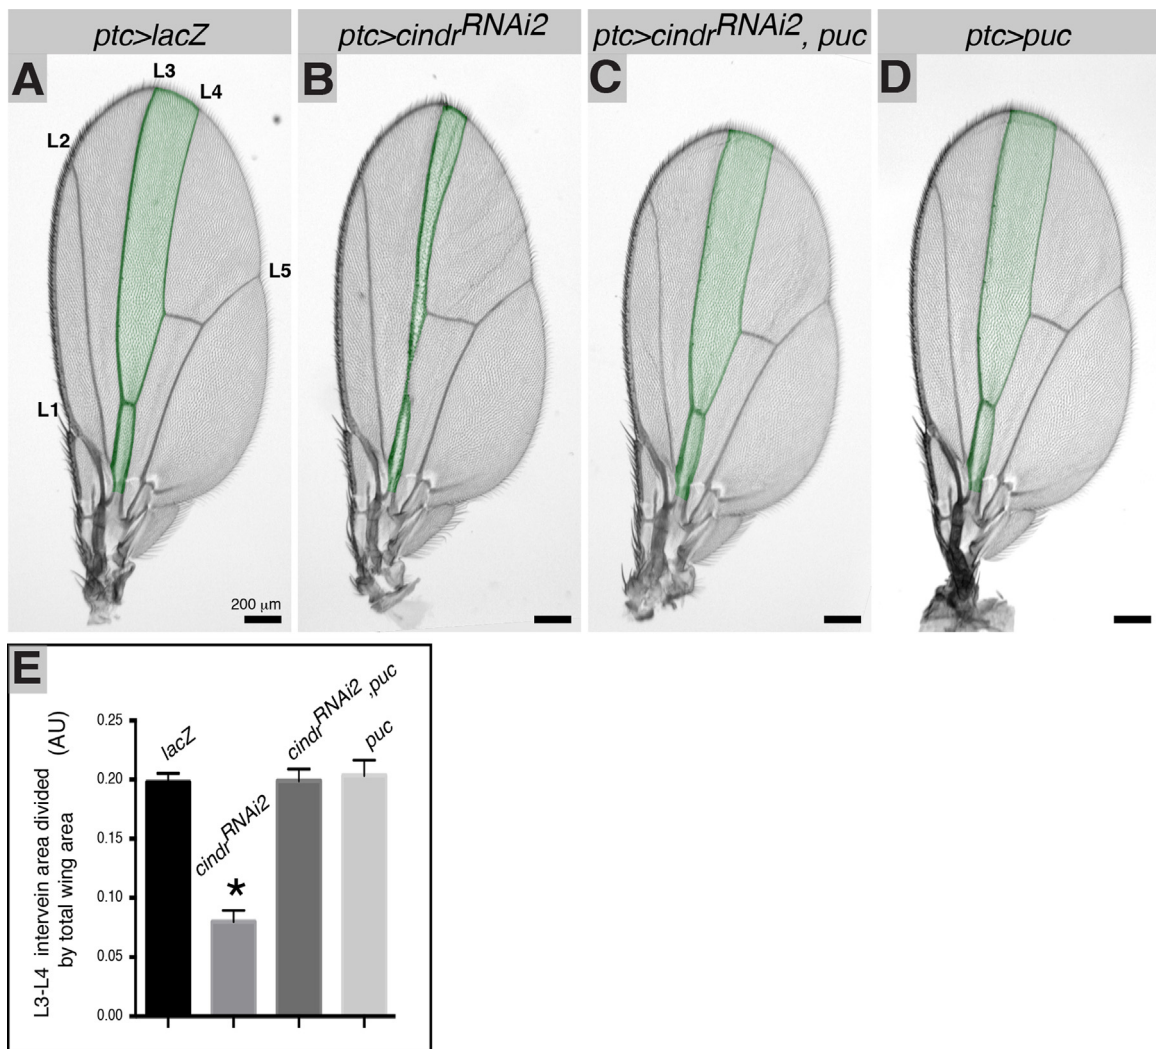 ptc>lacZ
ptc>cindrRNAi2
ptc>cindrRNAi2, puc
ptc>puc
A
B
C
D
L3
L4
L2
L5
L1
200 μm
E
L3-L4 intervein area divided
by total wing area
(AU)
0.25
0.20
0.15
0.10
0.05
0.00
lacZ
cindrRNAi2
*
cindrRNAi2,puc
puc